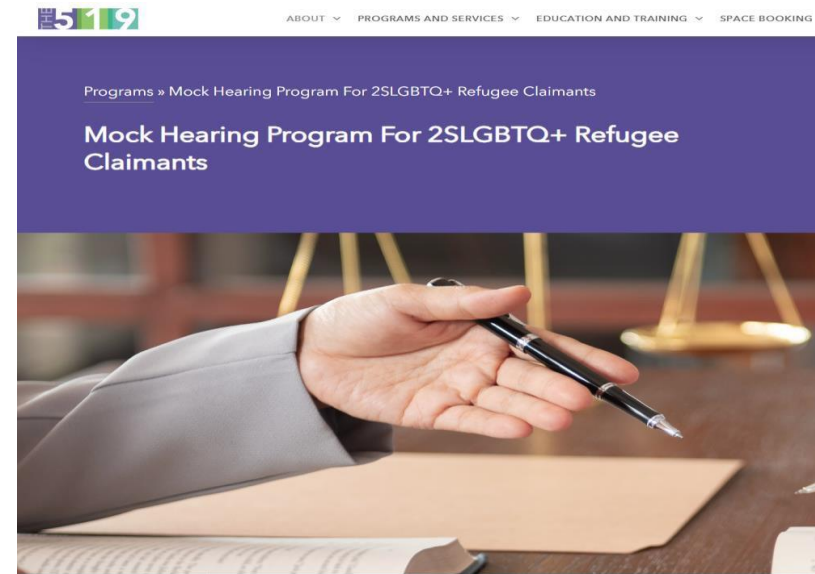 THE 519
ABOUT PROGRAMS AND SERVICES EDUCATION AND TRAINING SPACE BOOKING
Programs » Mock Hearing Program For 2SLGBTQ+ Refugee Claimants
Mock Hearing Program For 2SLGBTQ+ Refugee
Claimants